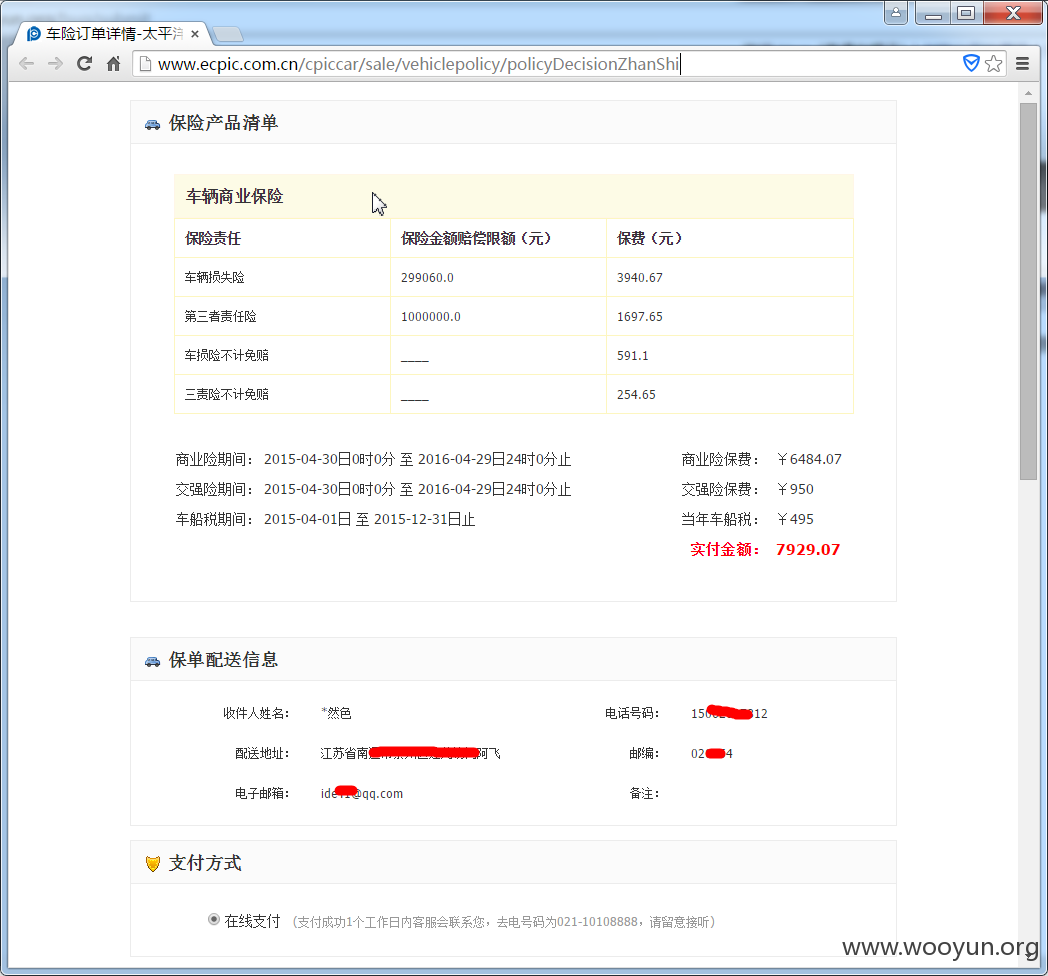 车险订单详情-太平洋
www.ecpic.com.cn/cpiccar/sale/vehiclepolicy/policyDecisionZhanShi
保险产品清单
车辆商业保险
保险责任 保险金额赔偿限额（元） 保费（元）
车辆损失险 299060.0 3940.67
第三者责任险 1000000.0 1697.65
车损险不计免赔 ____ 591.1
三责险不计免赔 ____ 254.65
商业险期间： 2015-04-30日0时0分 至 2016-04-29日24时0分止 商业险保费： ￥6484.07
交强险期间： 2015-04-30日0时0分 至 2016-04-29日24时0分止 交强险保费： ￥950
车船税期间： 2015-04-01日 至 2015-12-31日止 当年车船税： ￥495
实付金额： 7929.07
保单配送信息
收件人姓名： *然色 电话号码： 150 312
配送地址： 江苏省南 阿飞 邮编： 02 4
电子邮箱： ide @qq.com 备注：
支付方式
在线支付 （支付成功1个工作日内客服会联系您，去电号码为021-10108888，请留意接听）
www.wooyun.org